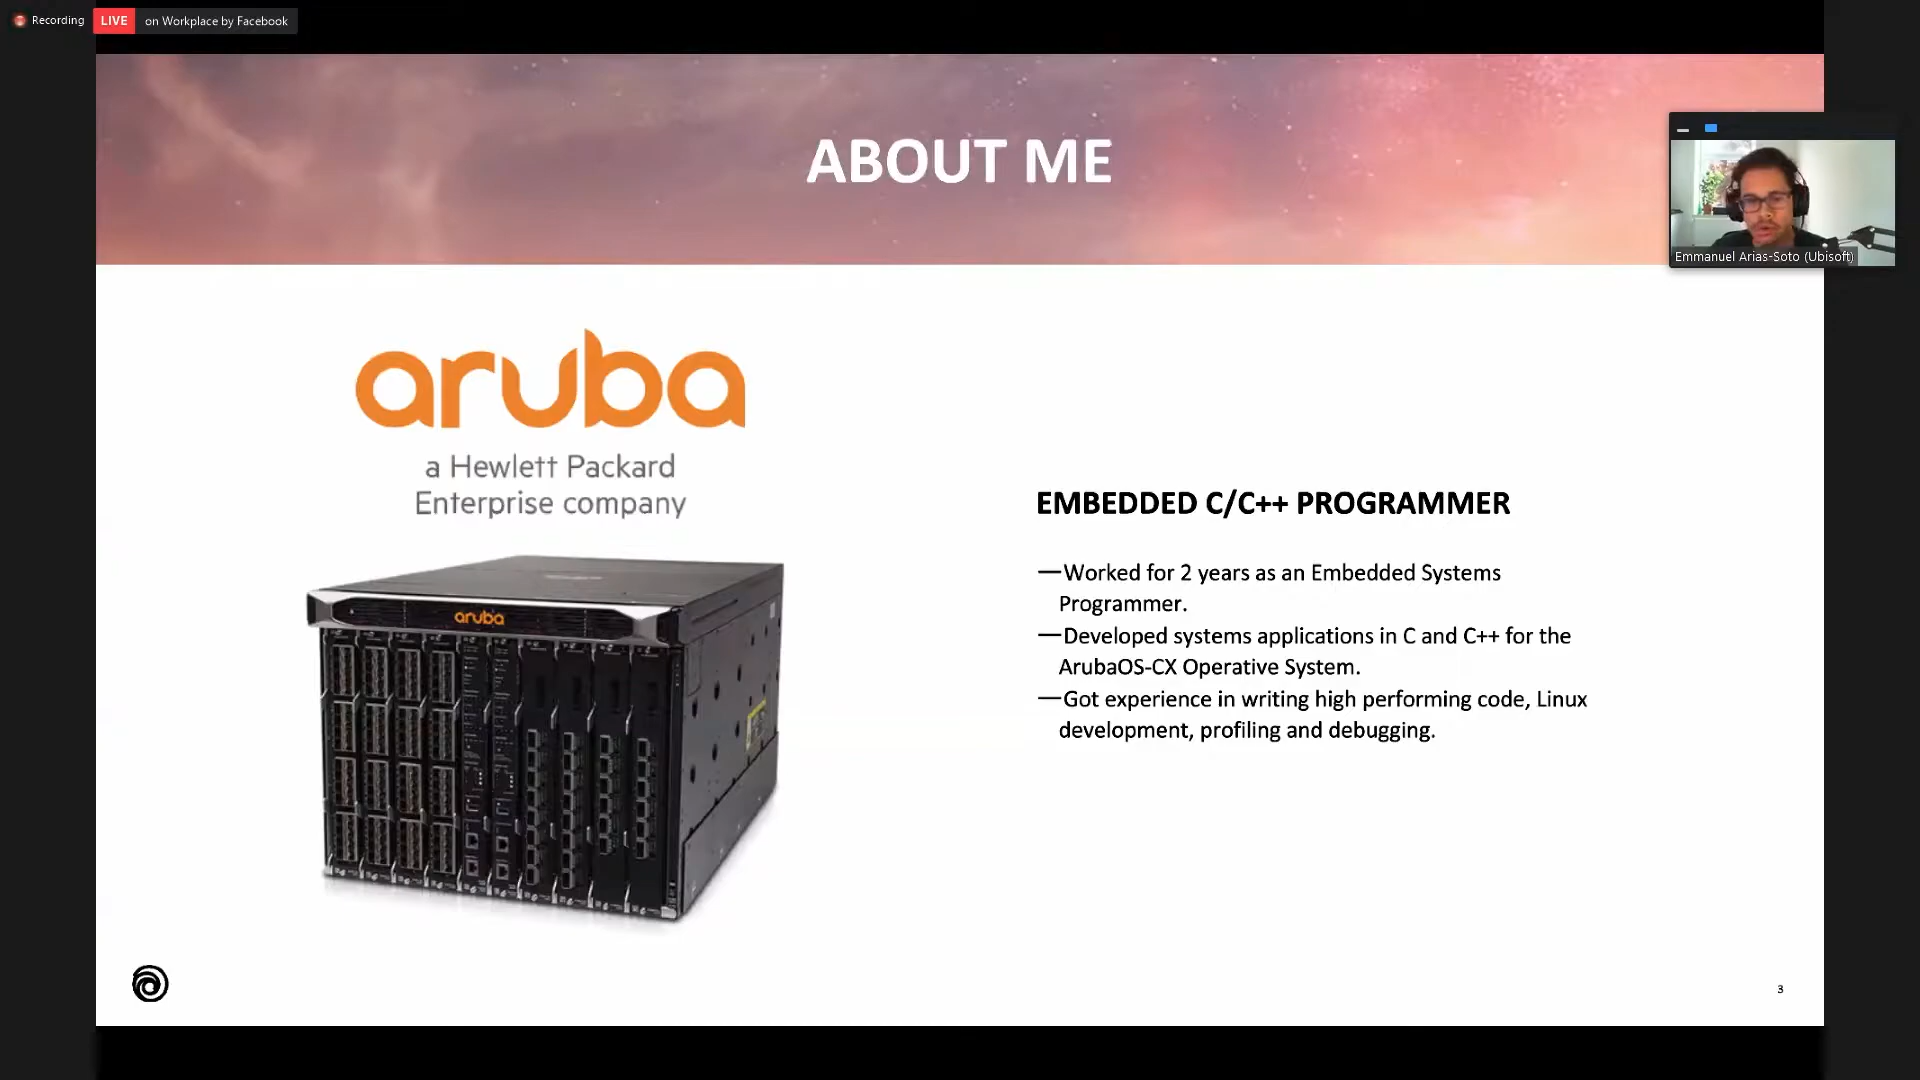 Recording
LIVE
on Workplace by Facebook
ABOUT ME
Emmanuel Arias-Soto (Ubisoft)
aruba
a Hewlett Packard
Enterprise company
aruba
EMBEDDED C/C++ PROGRAMMER
—Worked for 2 years as an Embedded Systems
Programmer.
—Developed systems applications in C and C++ for the
ArubaOS-CX Operative System.
—Got experience in writing high performing code, Linux
development, profiling and debugging.
3